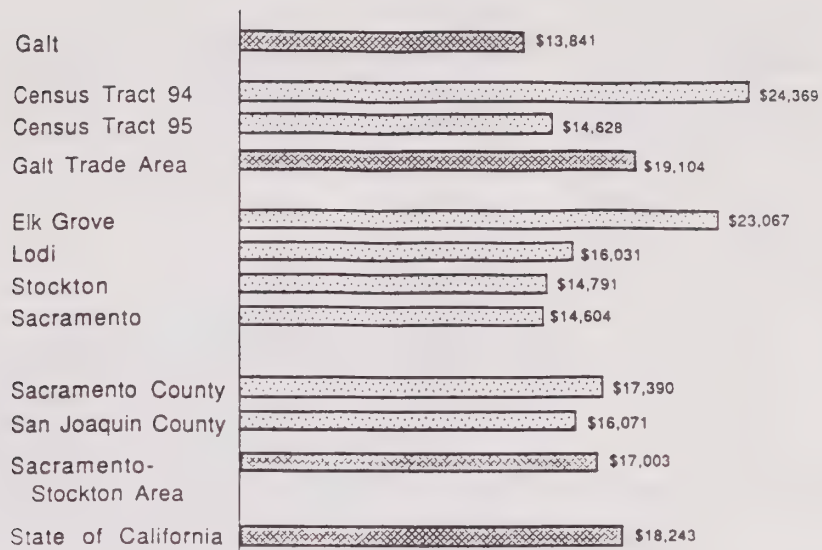 Galt $13,841
Census Tract 94 $24,369
Census Tract 95 $14,628
Galt Trade Area $19,104
Elk Grove $23,067
Lodi $16,031
Stockton $14,791
Sacramento $14,604
Sacramento County $17,390
San Joaquin County $16,071
Sacramento- $17,003
Stockton Area
State of California $18,243